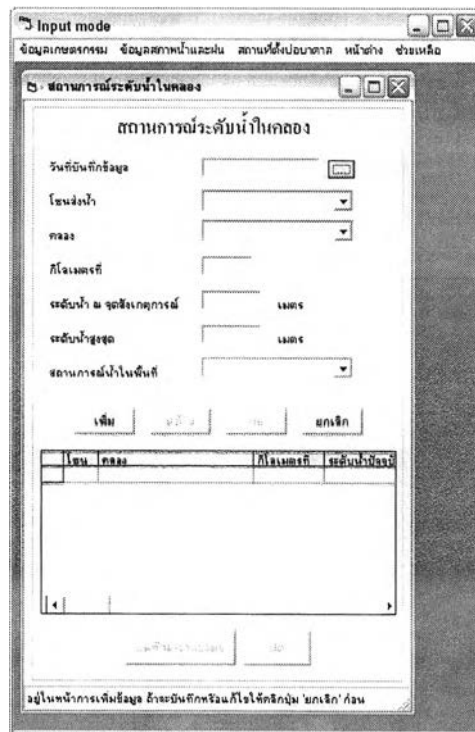 Input mode
ข้อมูลเกษตรกรรม ข้อมูลสภาพน้ำและฝน สถานที่ตั้งบ่อบาดาล หน้าต่าง ช่วยเหลือ
สถานการณ์ระดับน้ำในคลอง
สถานการณ์ระดับน้ำในคลอง
วันที่บันทึกข้อมูล ...
โซนส่งน้ำ
คลอง
กิโลเมตรที่
ระดับน้ำ ณ จุดสังเกตุการณ์ เมตร
ระดับน้ำสูงสุด เมตร
สถานการณ์น้ำในพื้นที่
เพิ่ม ยกเลิก
โซน คลอง กิโลเมตรที่ ระดับน้ำปัจจุบั
อยู่ในหน้าการเพิ่มข้อมูล ถ้าจะบันทึกหรือแก้ไขให้คลิกปุ่ม 'ยกเลิก' ก่อน